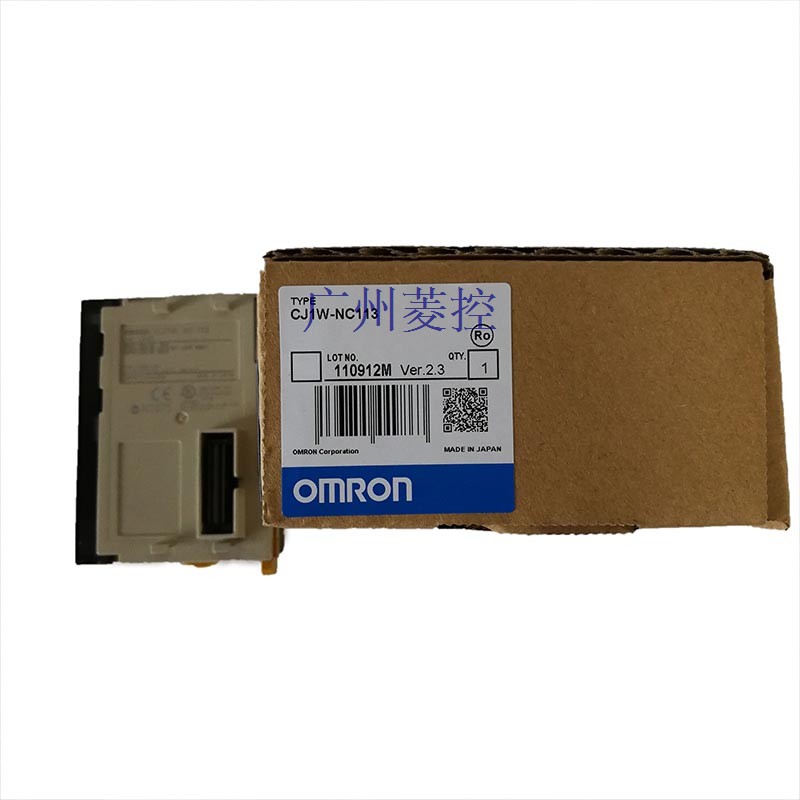 TYPE
CJ1W-NC113
广州菱控
Ro
LOT NO.
QTY.
110912M Ver.2.3
1
OMRON Corporation
MADE IN JAPAN
OMRON